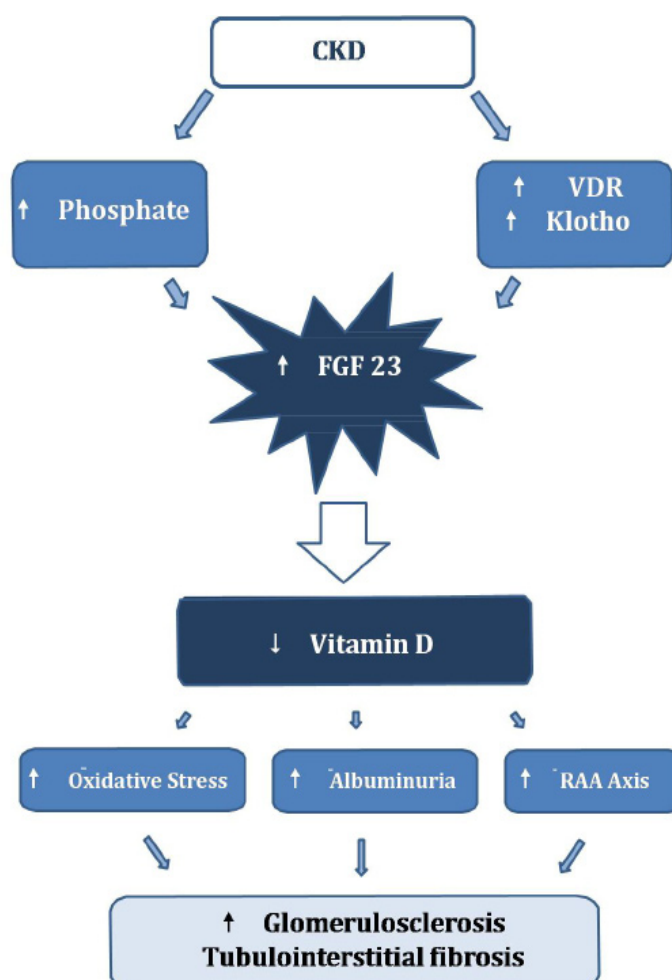 CKD
↑ Phosphate
↑ VDR
↑ Klotho
↑ FGF 23
↓ Vitamin D
↑ Oxidative Stress
↑ Albuminuria
↑ RAA Axis
↑ Glomerulosclerosis
Tubulointerstitial fibrosis